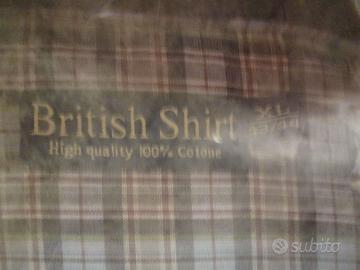 British Shirt
High quality 100% Cotone
subito